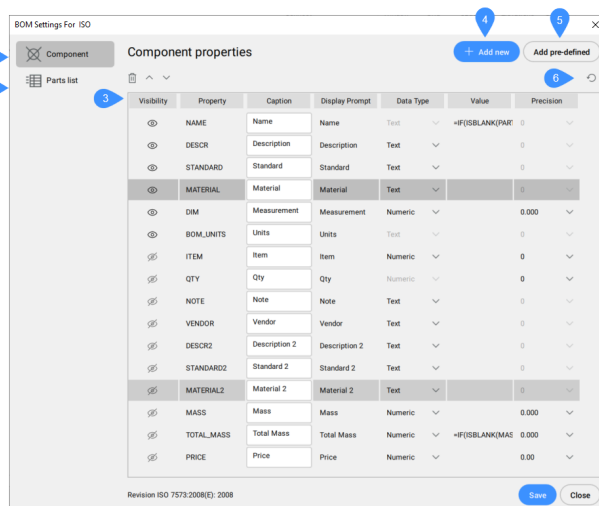 BOM Settings For ISO
4
5
Component
Component properties
Add new
Add pre-defined
Parts list
6
3
Visibility Property Caption Display Prompt Data Type Value Precision
NAME Name Name Text =IF(ISBLANK(PAR 0
DESCR Description Description Text 0
STANDARD Standard Standard Text 0
MATERIAL Material Material Text 0
DIM Measurement Measurement Numeric 0.000
BOM_UNITS Units Units Text 0
ITEM Item Item Numeric 0
QTY Qty Qty Numeric 0
NOTE Note Note Text 0
VENDOR Vendor Vendor Text 0
DESCR2 Description 2 Description 2 Text 0
STANDARD2 Standard 2 Standard 2 Text 0
MATERIAL2 Material 2 Material 2 Text 0
MASS Mass Mass Numeric 0.000
TOTAL_MASS Total Mass Total Mass Numeric =IF(ISBLANK(MAS 0.000
PRICE Price Price Numeric 0.00
Revision ISO 7573:2008(E): 2008
Save
Close